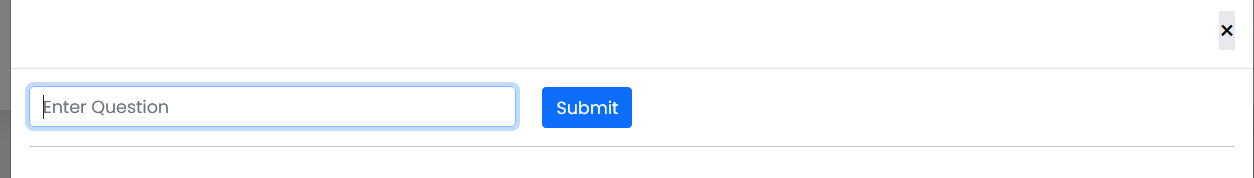 ×
Enter Question
Submit